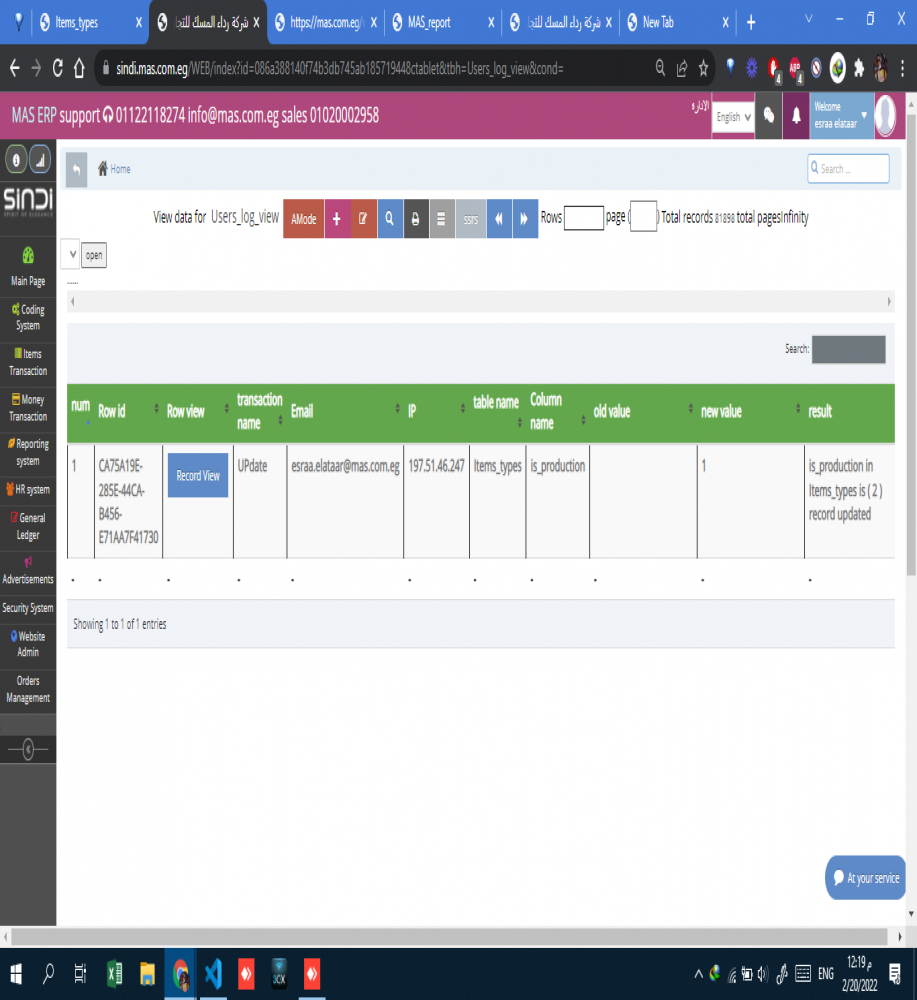 Items_types
شركة رداء المسك للتجا
https://mas.com.eg/
MAS_report
شركة رداء المسك للتجا
New Tab
sindi.mas.com.eg/WEB/index?id=086a388140f74b3db745ab185719448ctablet&tbh=Users_log_view&cond=
MAS ERP support 01122118274 info@mas.com.eg sales 01020002958
الادارة
English
Welcome
esraa elataar
SINDI
SPIRIT OF ELEGANCE
Home
Search ...
View data for Users_log_view AMode ssrs Rows page ( ) Total records 81898 total pagesInfinity
open
......
Main Page
Coding
System
Items
Transaction
Money
Transaction
Reporting
system
HR system
General
Ledger
Advertisements
Security System
Website
Admin
Orders
Management
Search:
num
Row id
Row view
transaction
name
Email
IP
table name
Column
name
old value
new value
result
1
CA75A19E-
285E-44CA-
B456-
E71AA7F41730
Record View
UPdate
esraa.elataar@mas.com.eg
197.51.46.247
Items_types
is_production
1
is_production in
Items_types is ( 2 )
record updated
Showing 1 to 1 of 1 entries
At your service
3CX
ENG
12:19 م
2/20/2022